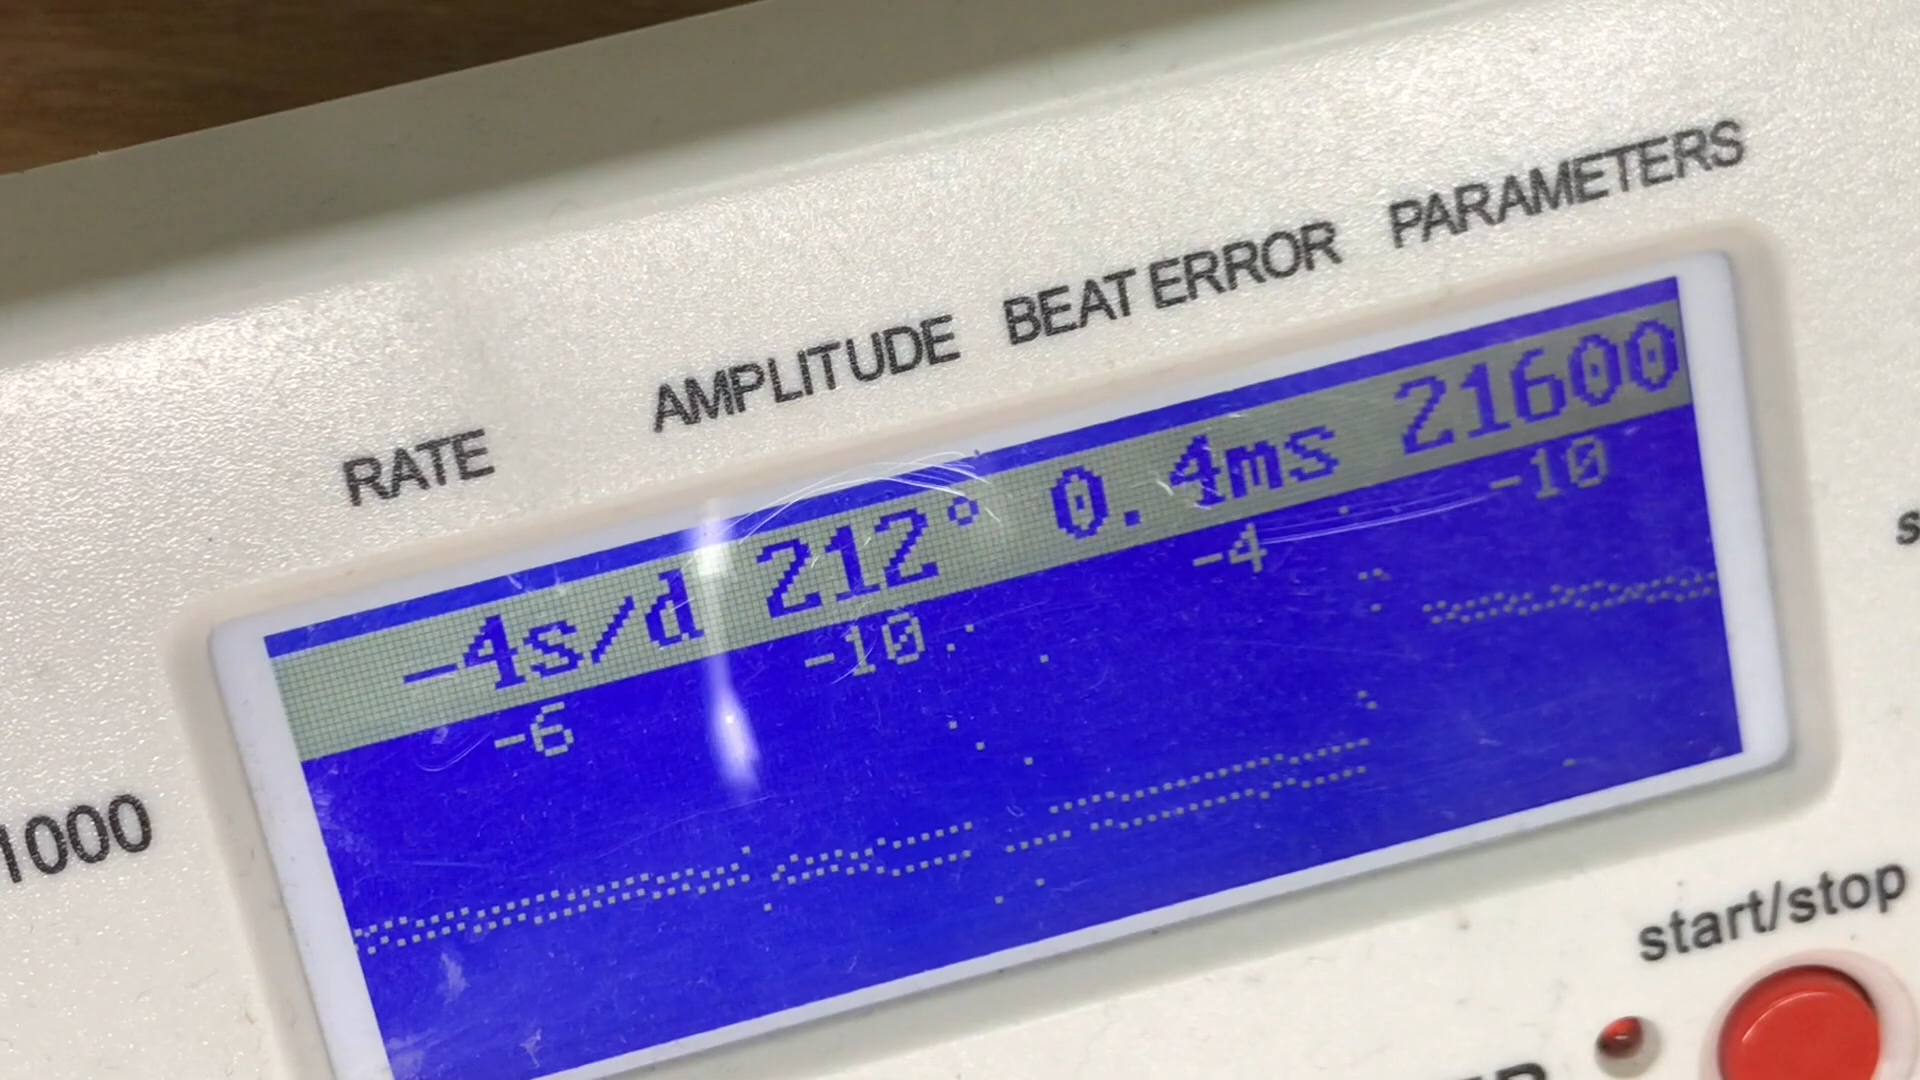 RATE AMPLITUDE BEAT ERROR PARAMETERS
-4s/d 212° 0.4ms 21600
-6 -10 -4 -10
1000
start/stop